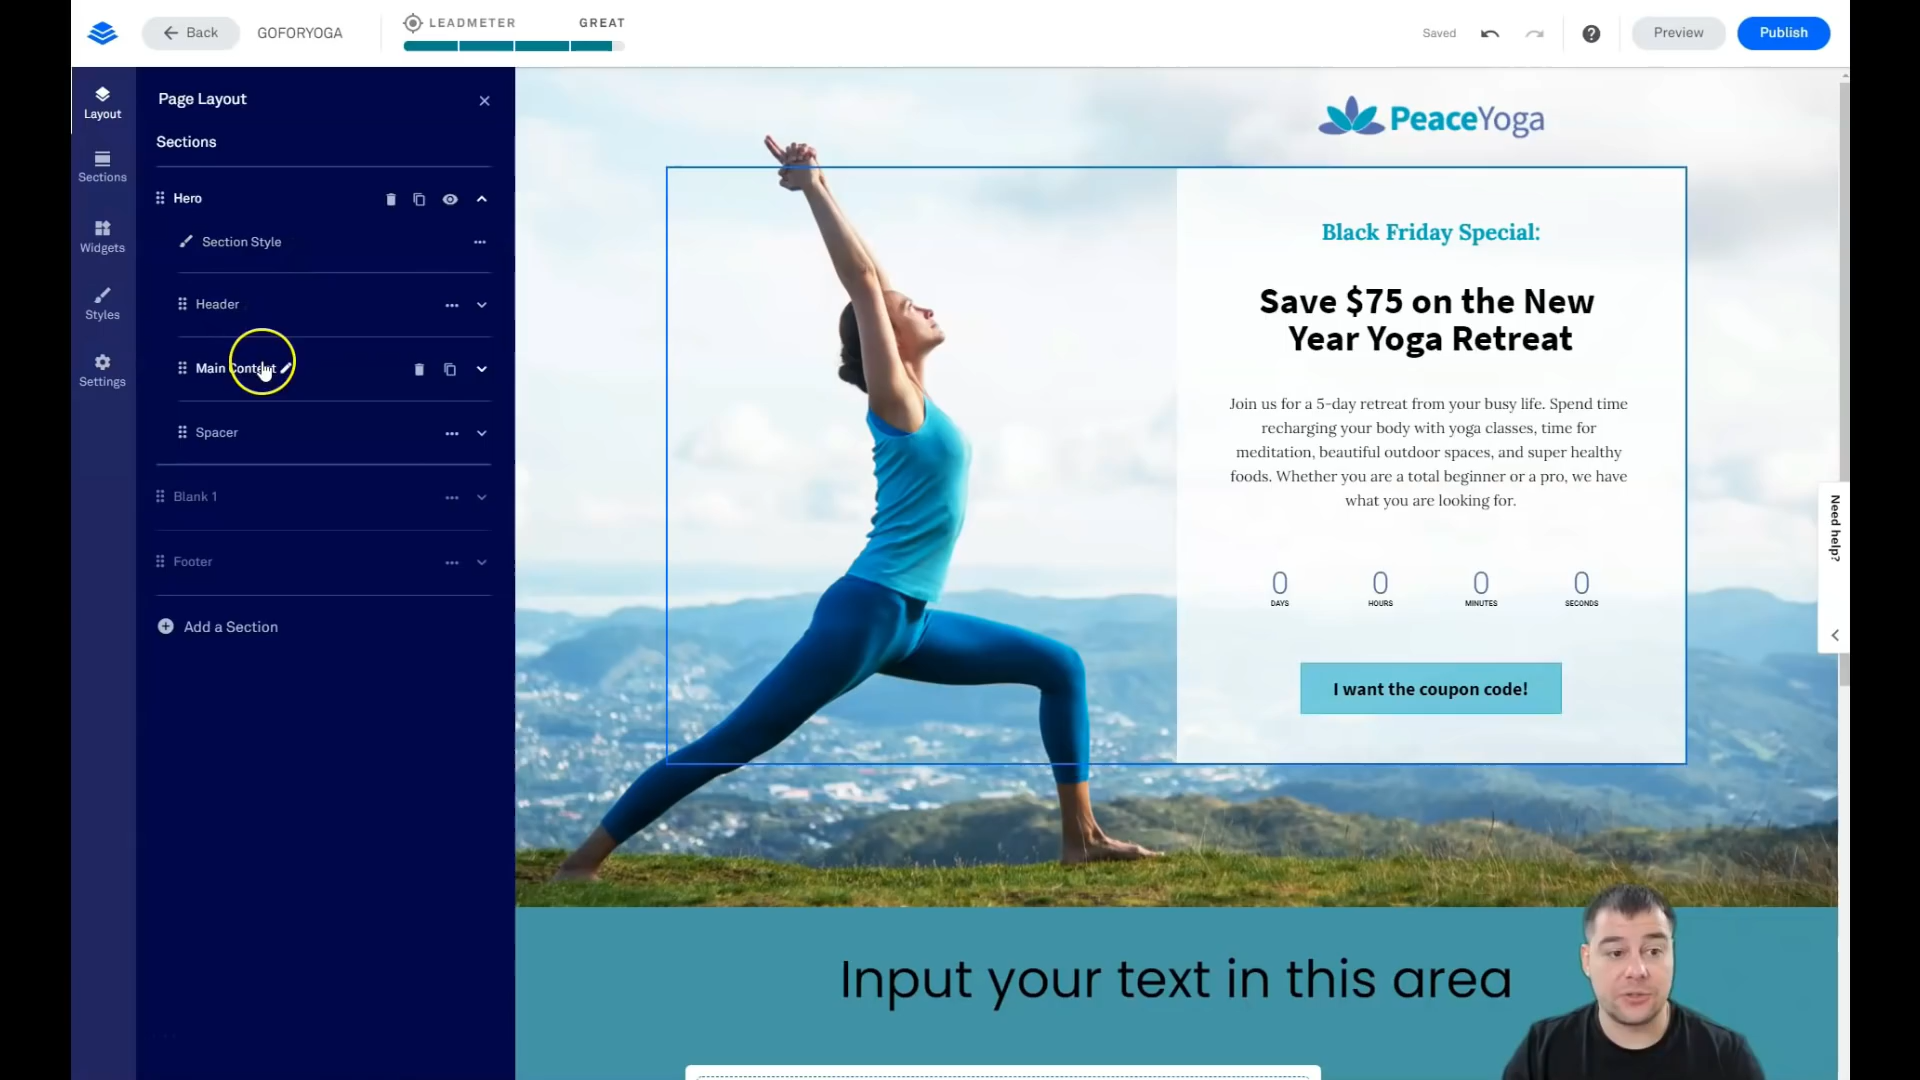 Back
GOFORYOGA
LEADMETER
GREAT
Saved
Preview
Publish
Layout
Sections
Widgets
Styles
Settings
Page Layout
Sections
Hero
Section Style
Header
Main Content
Spacer
Blank 1
Footer
Add a Section
PeaceYoga
Black Friday Special:
Save $75 on the New
Year Yoga Retreat
Join us for a 5-day retreat from your busy life. Spend time
recharging your body with yoga classes, time for
meditation, beautiful outdoor spaces, and super healthy
foods. Whether you are a total beginner or a pro, we have
what you are looking for.
0 0 0 0
DAYS HOURS MINUTES SECONDS
I want the coupon code!
Need help?
Input your text in this area